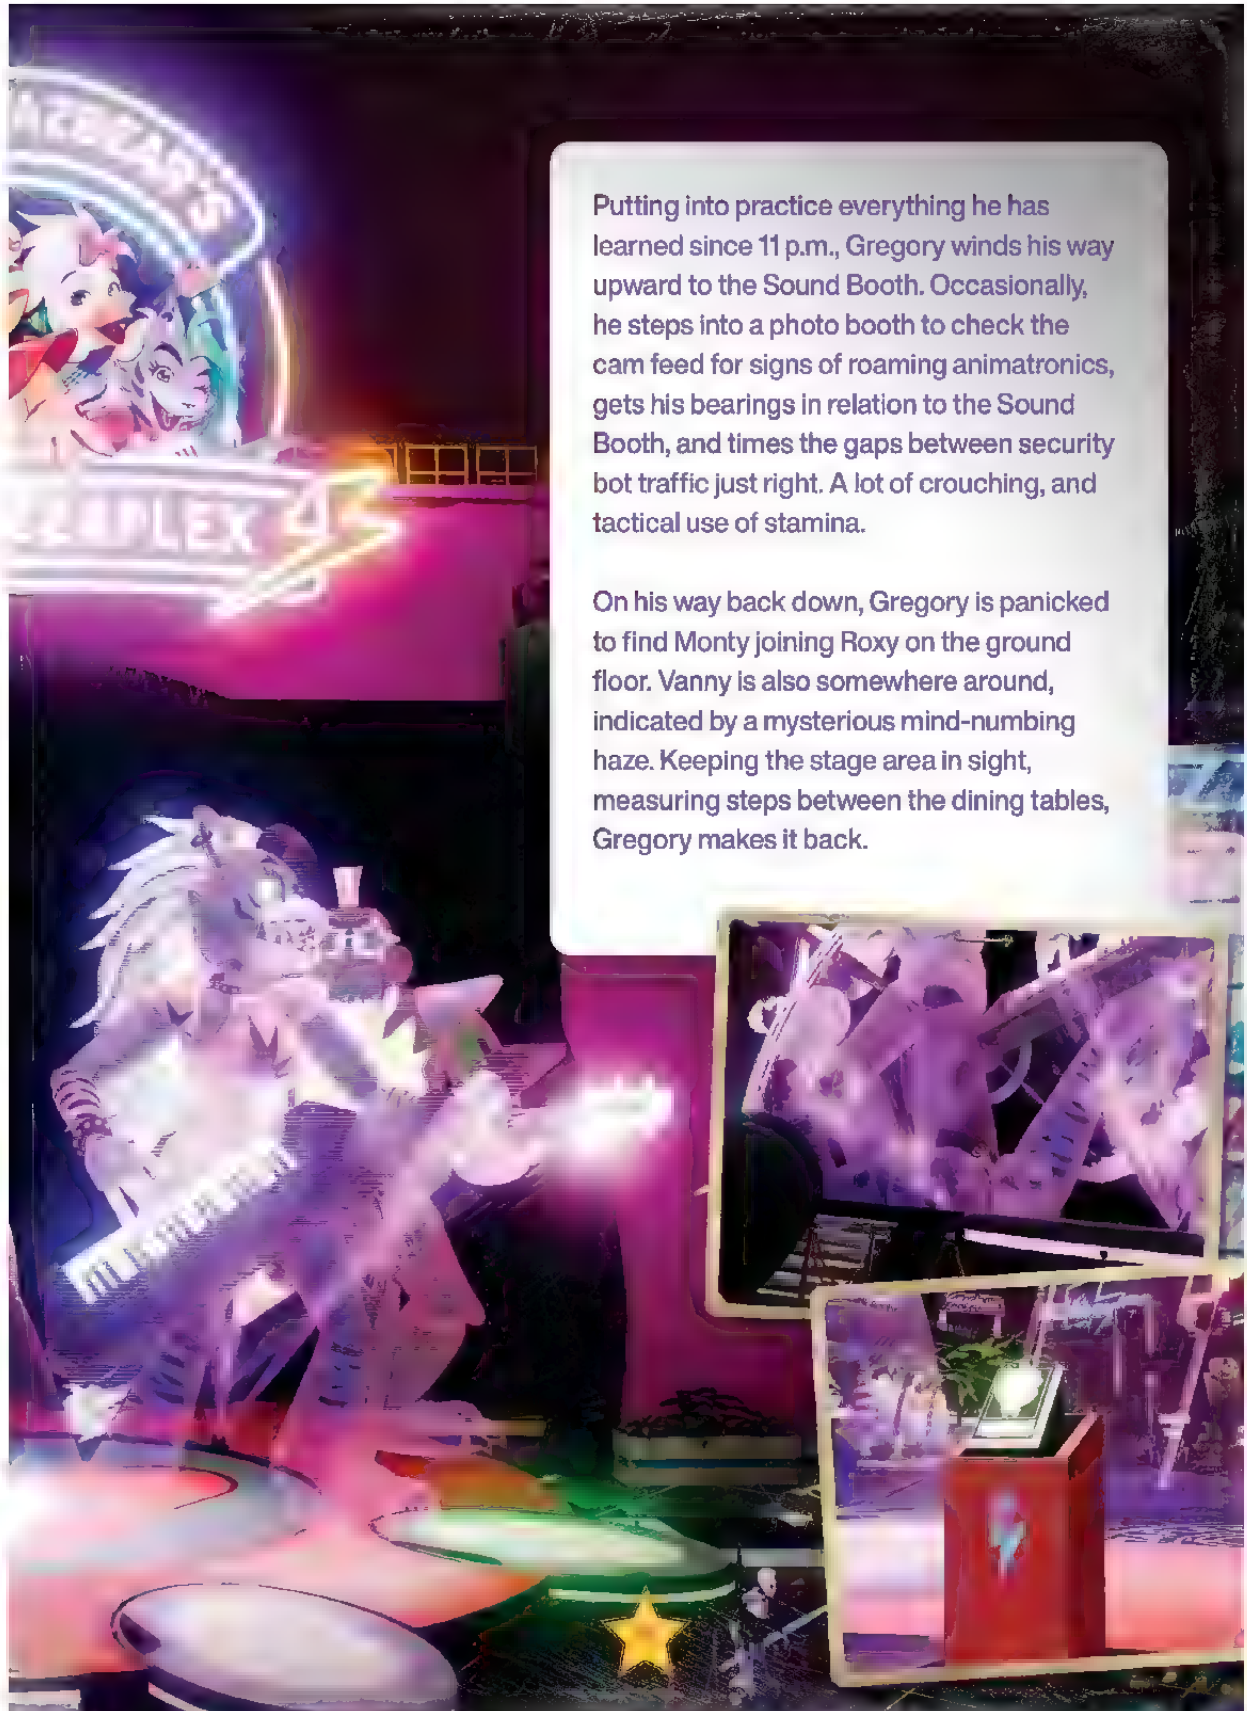 AZBEAR'S
ZZAPLEX
Putting into practice everything he has
learned since 11 p.m., Gregory winds his way
upward to the Sound Booth. Occasionally,
he steps into a photo booth to check the
cam feed for signs of roaming animatronics,
gets his bearings in relation to the Sound
Booth, and times the gaps between security
bot traffic just right. A lot of crouching, and
tactical use of stamina.
On his way back down, Gregory is panicked
to find Monty joining Roxy on the ground
floor. Vanny is also somewhere around,
indicated by a mysterious mind-numbing
haze. Keeping the stage area in sight,
measuring steps between the dining tables,
Gregory makes it back.